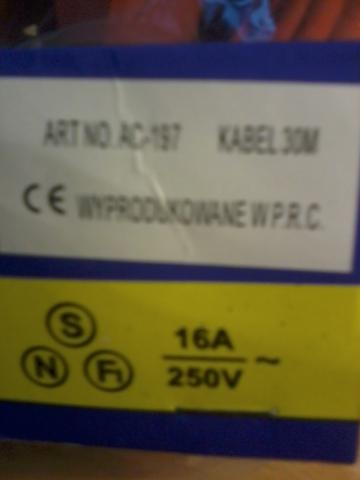 ART NO. AC-197 KABEL 30M
CE WYPRODUKOWANE W P.R.C.
S
N FI
16A
250V ~